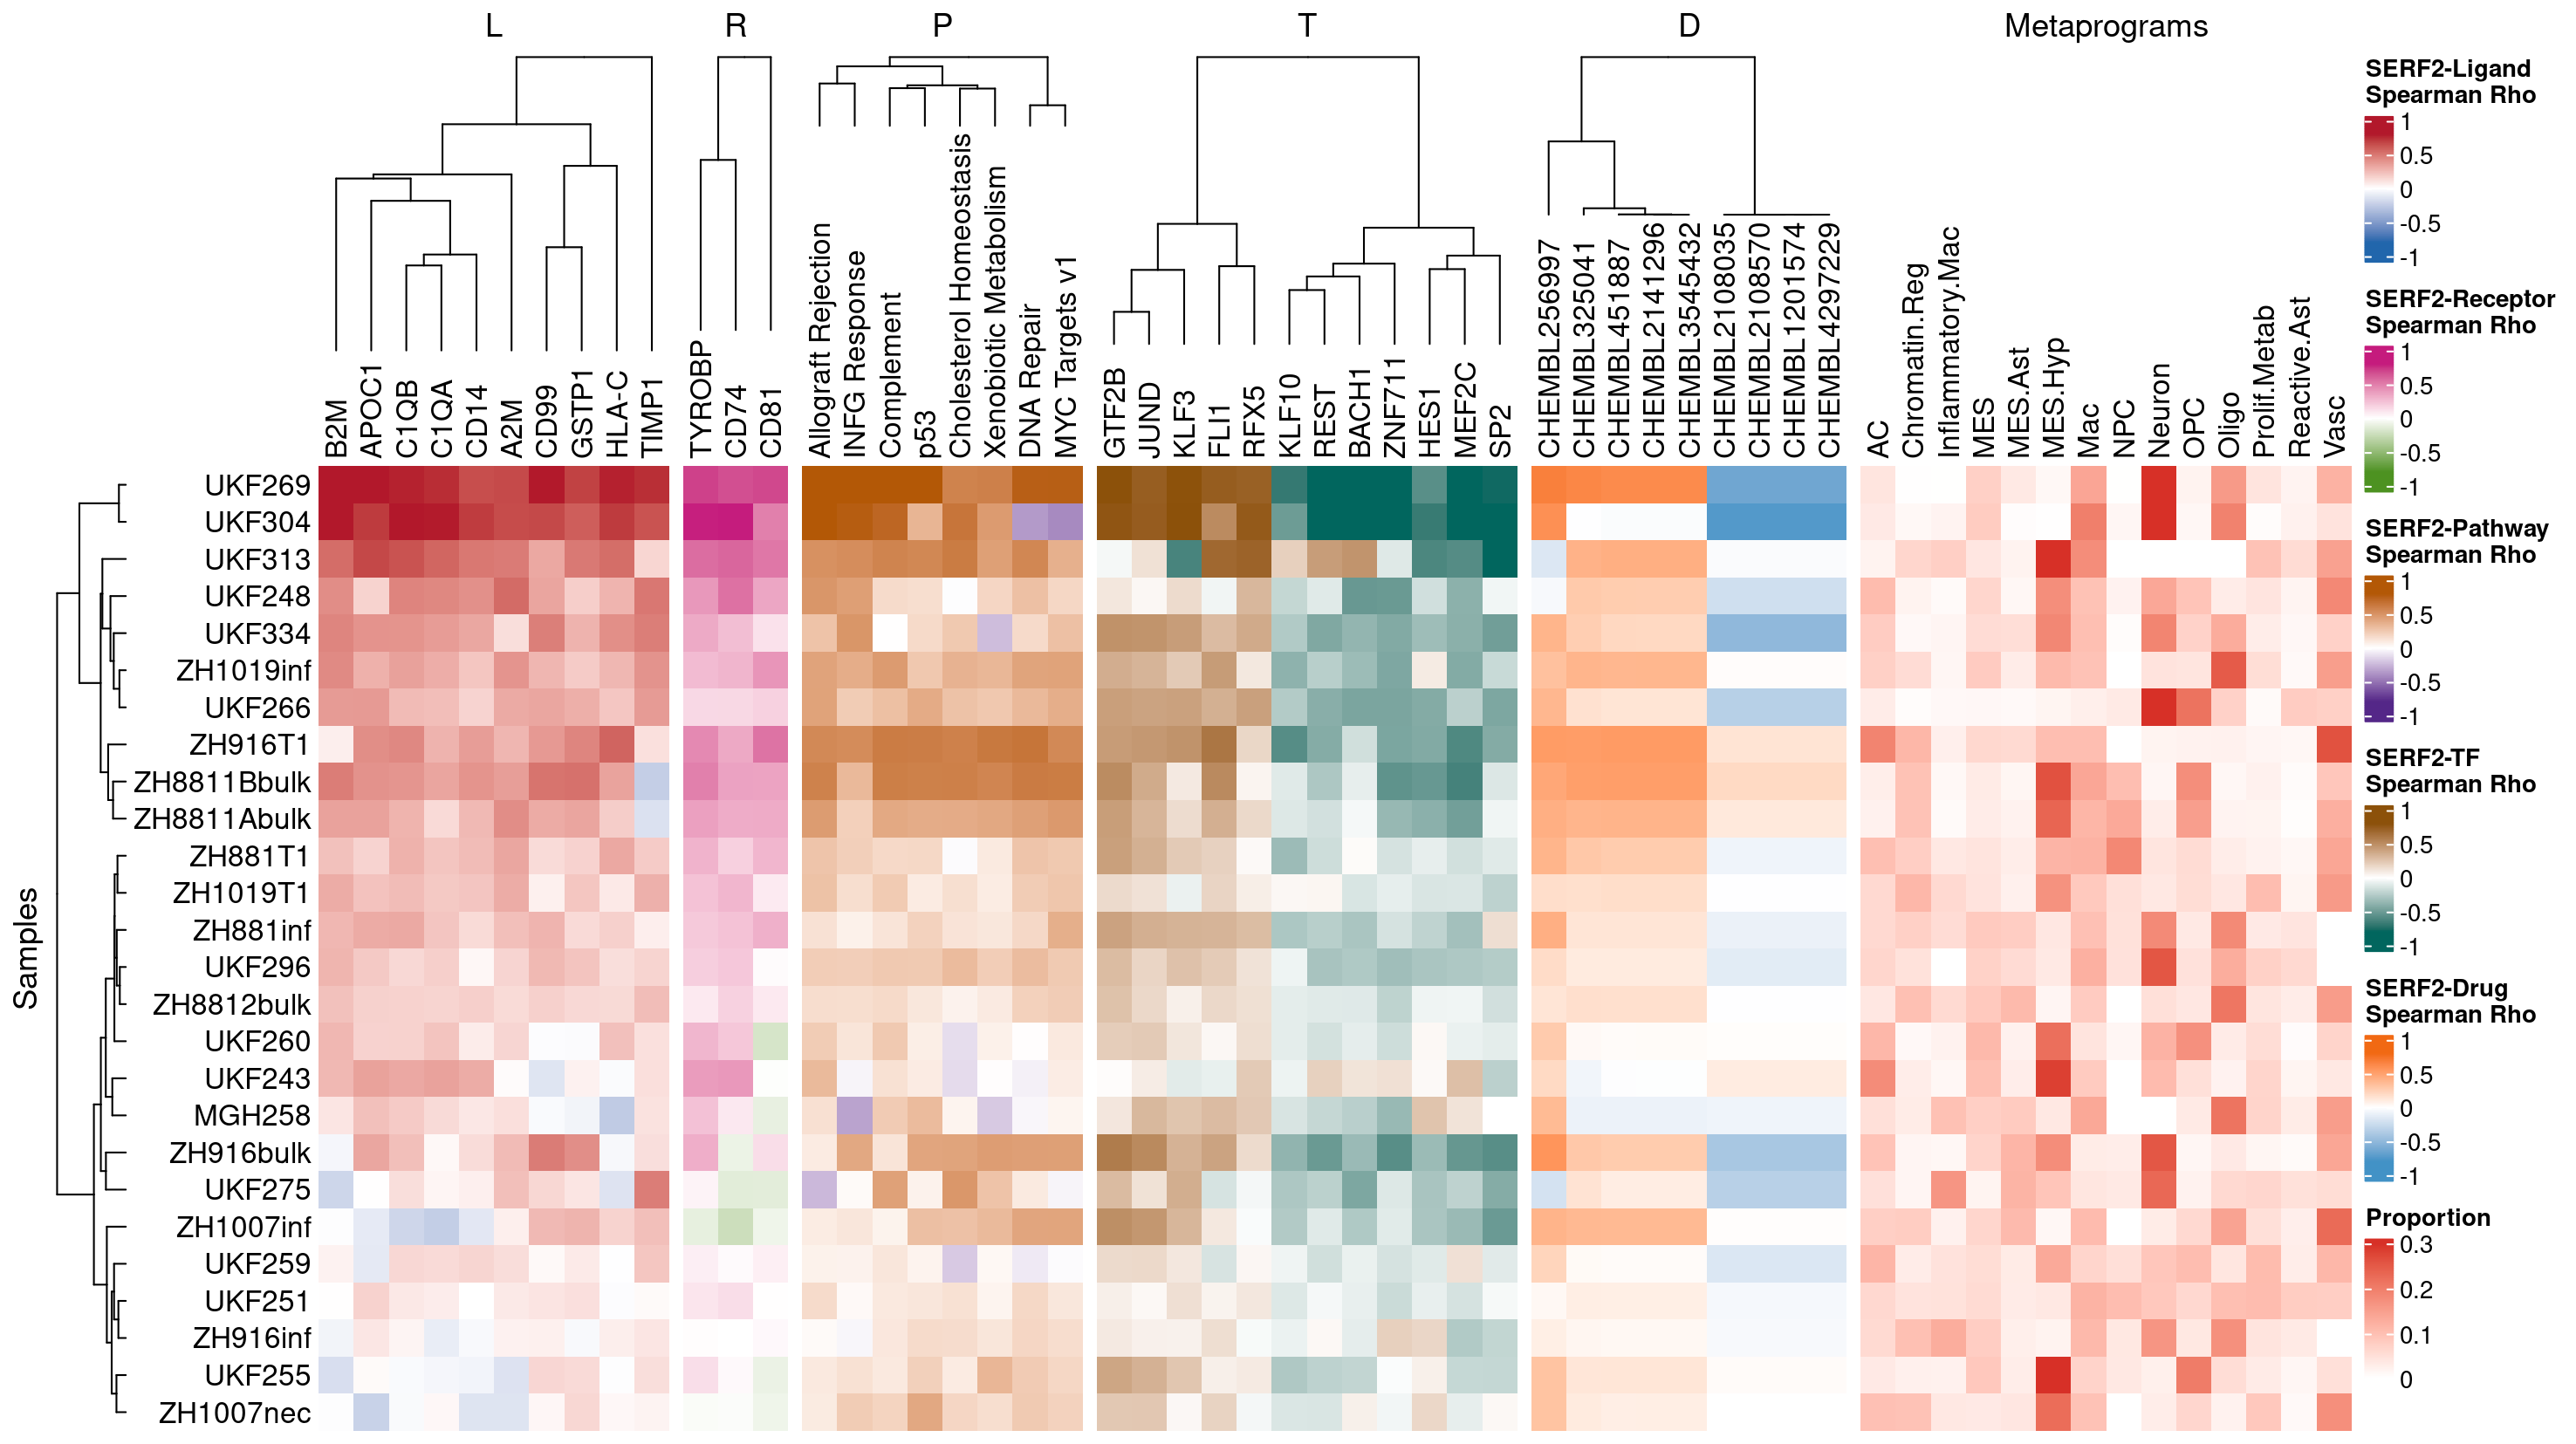 L
R
P
T
D
Metaprograms
B2M
APOC1
C1QB
C1QA
CD14
A2M
CD99
GSTP1
HLA-C
TIMP1
TYROBP
CD74
CD81
Allograft Rejection
INFG Response
Complement
p53
Cholesterol Homeostasis
Xenobiotic Metabolism
DNA Repair
MYC Targets v1
GTF2B
JUND
KLF3
FLI1
RFX5
KLF10
REST
BACH1
ZNF711
HES1
MEF2C
SP2
CHEMBL256997
CHEMBL325041
CHEMBL451887
CHEMBL2141296
CHEMBL3545432
CHEMBL2108035
CHEMBL2108570
CHEMBL1201574
CHEMBL4297229
AC
Chromatin.Reg
Inflammatory.Mac
MES
MES.Ast
MES.Hyp
Mac
NPC
Neuron
OPC
Oligo
Prolif.Metab
Reactive.Ast
Vasc
Samples
UKF269
UKF304
UKF313
UKF248
UKF334
ZH1019inf
UKF266
ZH916T1
ZH8811Bbulk
ZH8811Abulk
ZH881T1
ZH1019T1
ZH881inf
UKF296
ZH8812bulk
UKF260
UKF243
MGH258
ZH916bulk
UKF275
ZH1007inf
UKF259
UKF251
ZH916inf
UKF255
ZH1007nec
SERF2-Ligand
Spearman Rho
1
0.5
0
-0.5
-1
SERF2-Receptor
Spearman Rho
1
0.5
0
-0.5
-1
SERF2-Pathway
Spearman Rho
1
0.5
0
-0.5
-1
SERF2-TF
Spearman Rho
1
0.5
0
-0.5
-1
SERF2-Drug
Spearman Rho
1
0.5
0
-0.5
-1
Proportion
0.3
0.2
0.1
0